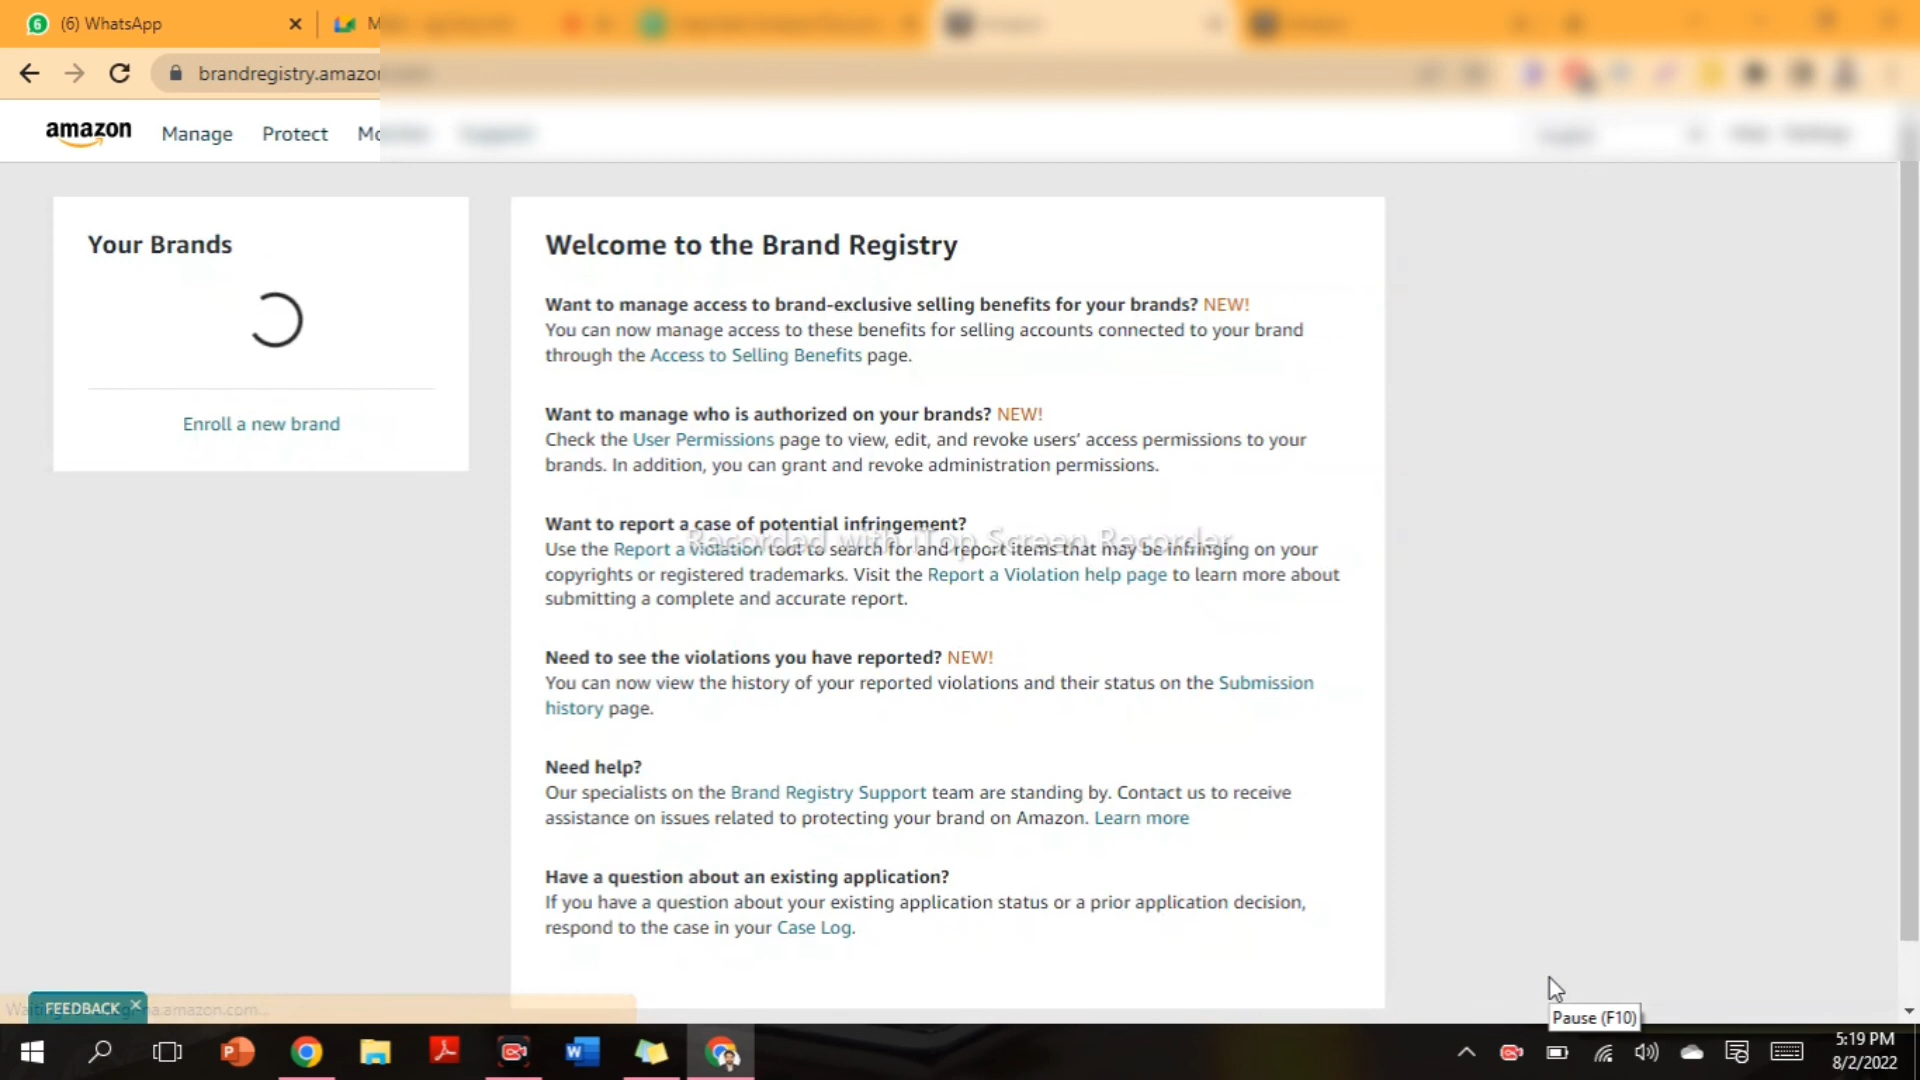 (6) WhatsApp
brandregistry.amazo
amazon Manage Protect
Your Brands
Enroll a new brand
Welcome to the Brand Registry
Want to manage access to brand-exclusive selling benefits for your brands? NEW!
You can now manage access to these benefits for selling accounts connected to your brand
through the Access to Selling Benefits page.
Want to manage who is authorized on your brands? NEW!
Check the User Permissions page to view, edit, and revoke users' access permissions to your
brands. In addition, you can grant and revoke administration permissions.
Want to report a case of potential infringement?
Recorded with iTop Screen Recorder
Use the Report a violation tool to search for and report items that may be infringing on your
copyrights or registered trademarks. Visit the Report a Violation help page to learn more about
submitting a complete and accurate report.
Need to see the violations you have reported? NEW!
You can now view the history of your reported violations and their status on the Submission
history page.
Need help?
Our specialists on the Brand Registry Support team are standing by. Contact us to receive
assistance on issues related to protecting your brand on Amazon. Learn more
Have a question about an existing application?
If you have a question about your existing application status or a prior application decision,
respond to the case in your Case Log.
FEEDBACK
Pause (F10)
5:19 PM
8/2/2022